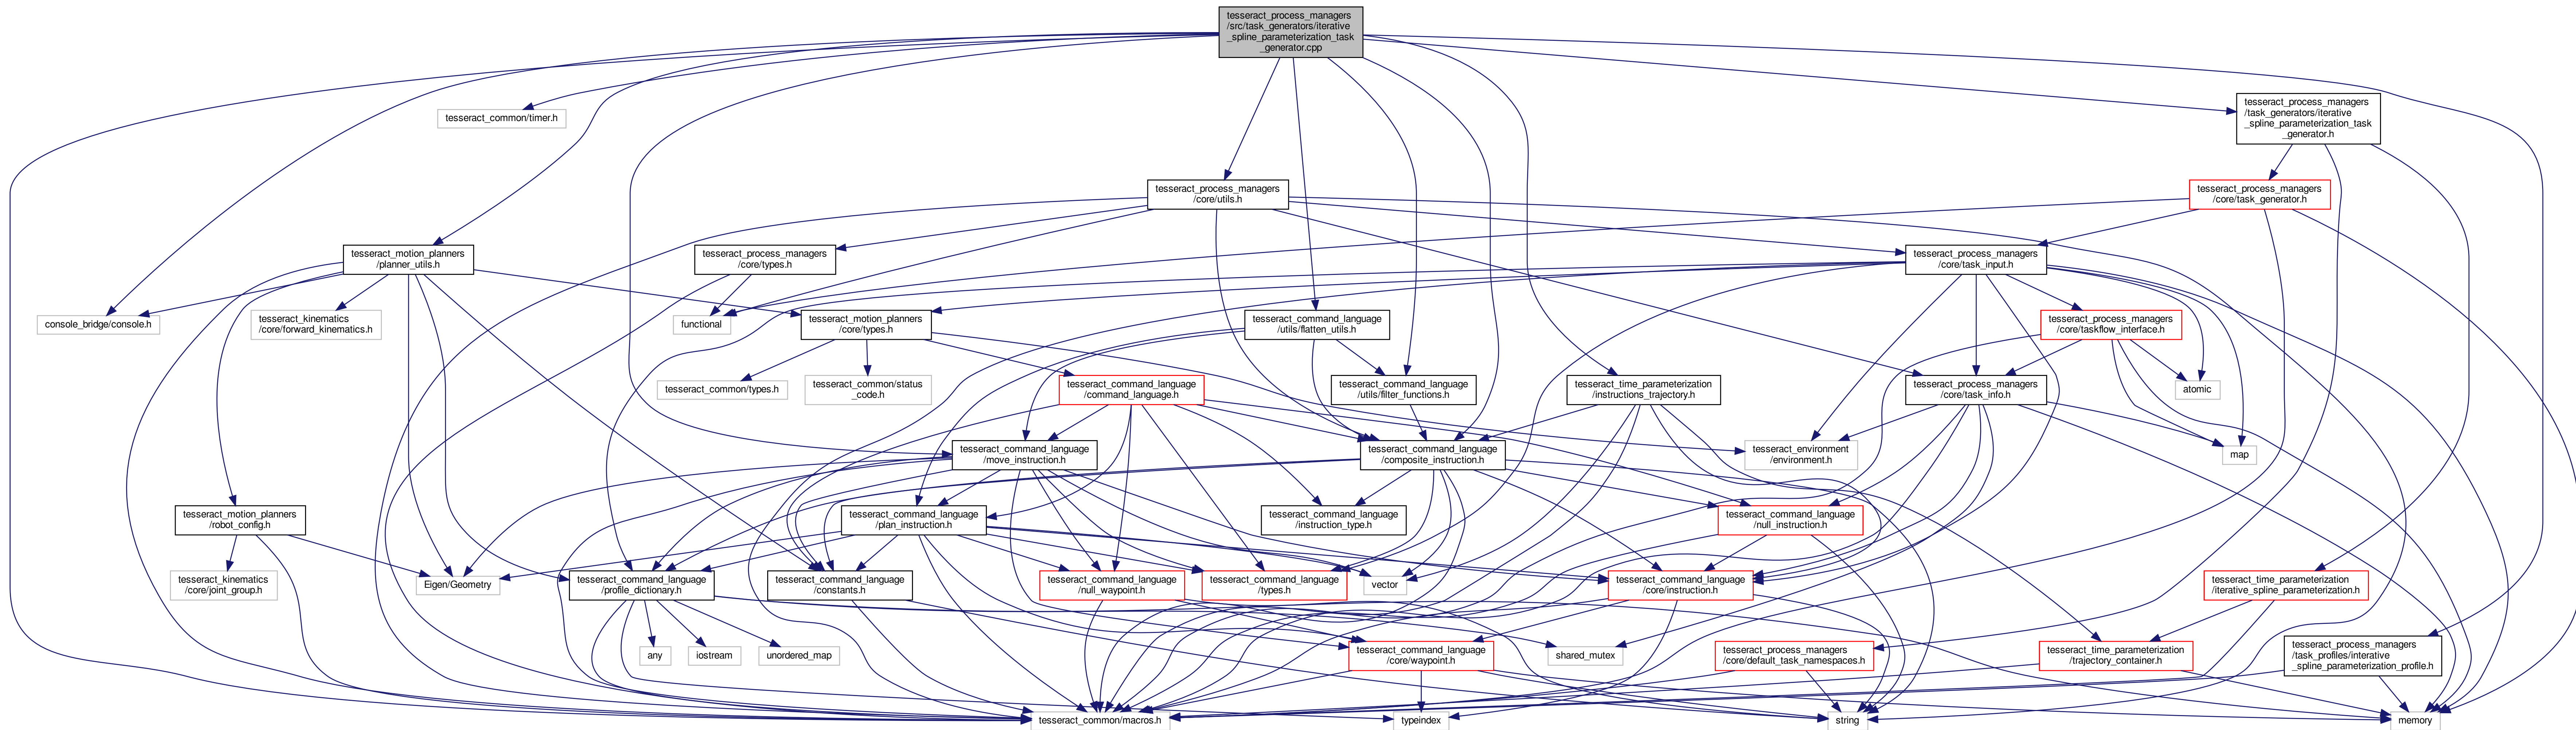 tesseract_process_managers
/src/task_generators/iterative
_spline_parameterization_task
_generator.cpp
tesseract_common/timer.h
tesseract_process_managers
/task_generators/iterative
_spline_parameterization_task
_generator.h
tesseract_process_managers
/core/utils.h
tesseract_process_managers
/core/task_generator.h
tesseract_motion_planners
/planner_utils.h
tesseract_process_managers
/core/types.h
tesseract_process_managers
/core/task_input.h
console_bridge/console.h
tesseract_kinematics
/core/forward_kinematics.h
functional
tesseract_motion_planners
/core/types.h
tesseract_command_language
/utils/flatten_utils.h
tesseract_process_managers
/core/taskflow_interface.h
tesseract_common/types.h
tesseract_common/status
_code.h
tesseract_command_language
/command_language.h
tesseract_command_language
/utils/filter_functions.h
tesseract_time_parameterization
/instructions_trajectory.h
tesseract_process_managers
/core/task_info.h
atomic
tesseract_command_language
/move_instruction.h
tesseract_command_language
/composite_instruction.h
tesseract_environment
/environment.h
map
tesseract_motion_planners
/robot_config.h
tesseract_command_language
/plan_instruction.h
tesseract_command_language
/instruction_type.h
tesseract_command_language
/null_instruction.h
tesseract_kinematics
/core/joint_group.h
Eigen/Geometry
tesseract_command_language
/profile_dictionary.h
tesseract_command_language
/constants.h
tesseract_command_language
/null_waypoint.h
tesseract_command_language
/types.h
vector
tesseract_command_language
/core/instruction.h
tesseract_time_parameterization
/iterative_spline_parameterization.h
any
iostream
unordered_map
shared_mutex
tesseract_command_language
/core/waypoint.h
tesseract_process_managers
/core/default_task_namespaces.h
tesseract_time_parameterization
/trajectory_container.h
tesseract_process_managers
/task_profiles/interative
_spline_parameterization_profile.h
tesseract_common/macros.h
typeindex
string
memory